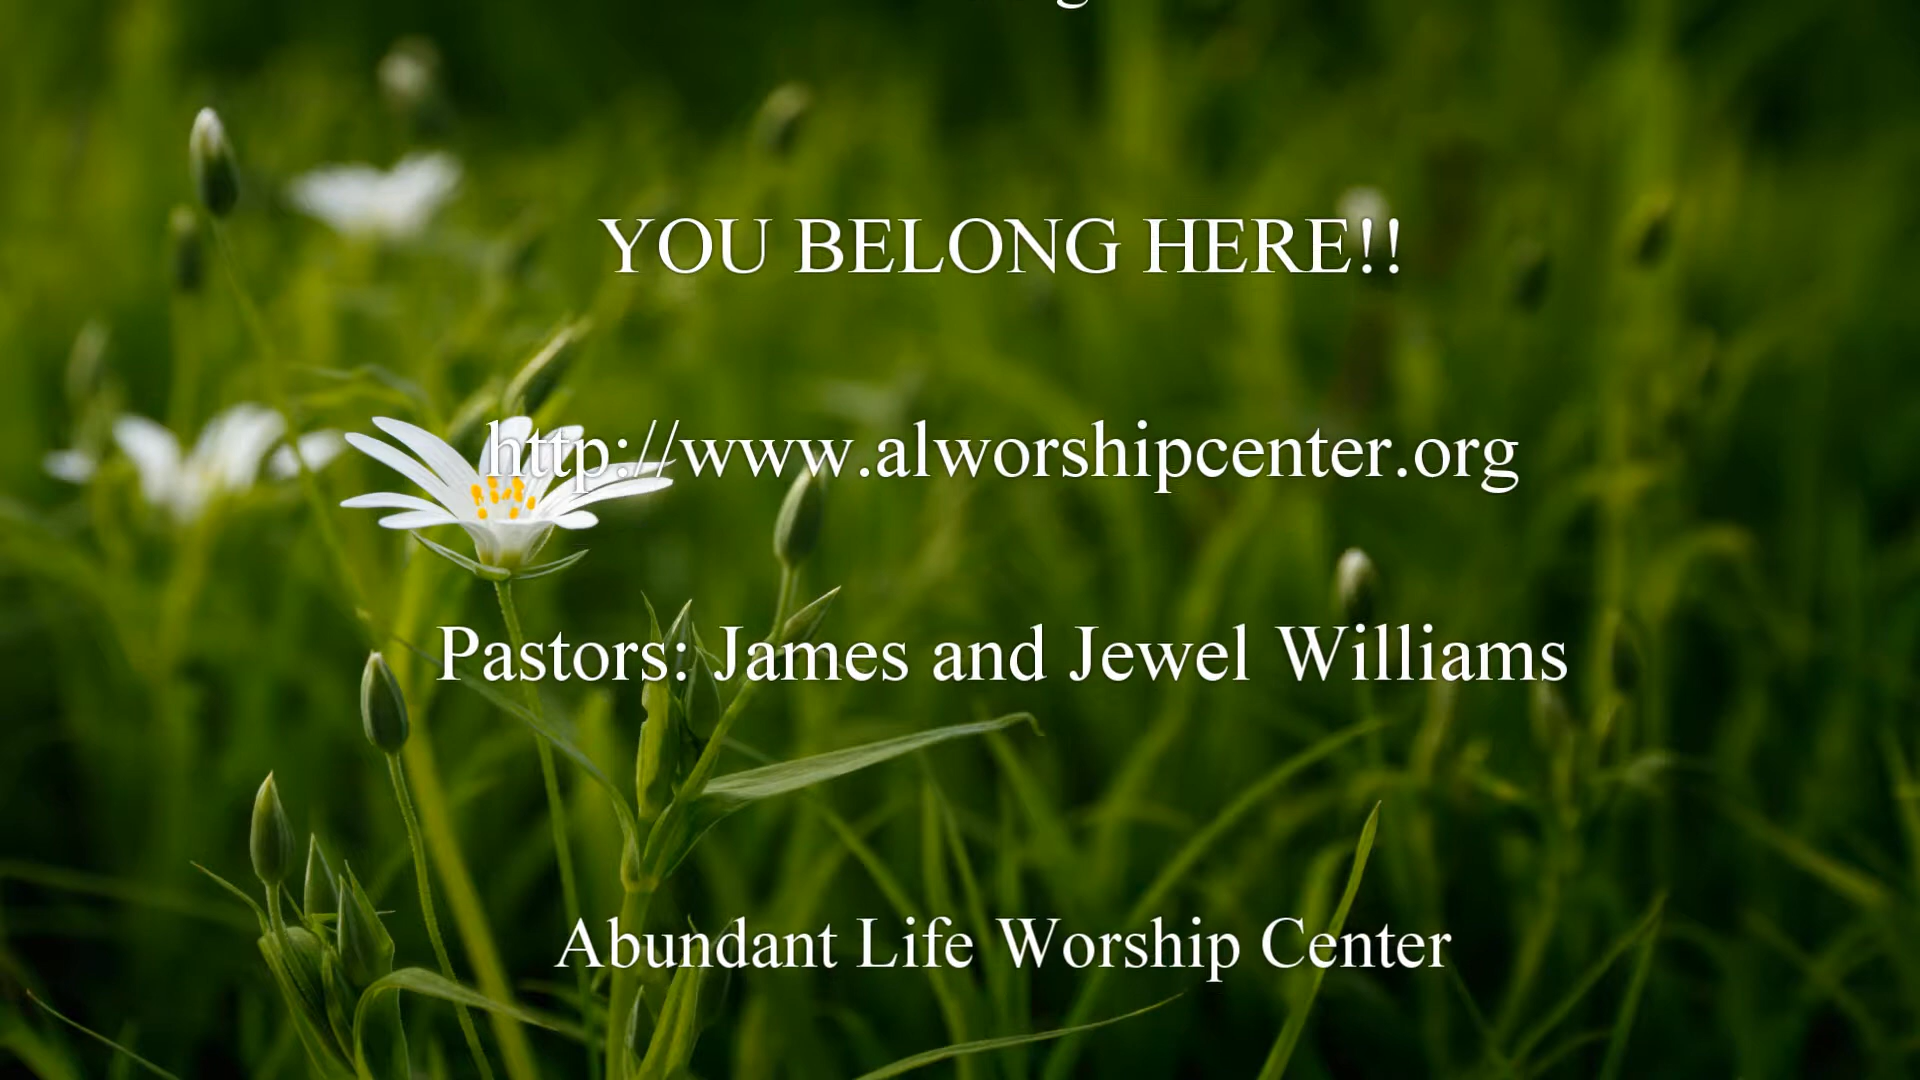 YOU BELONG HERE!!
http://www.alworshipcenter.org
Pastors: James and Jewel Williams
Abundant Life Worship Center